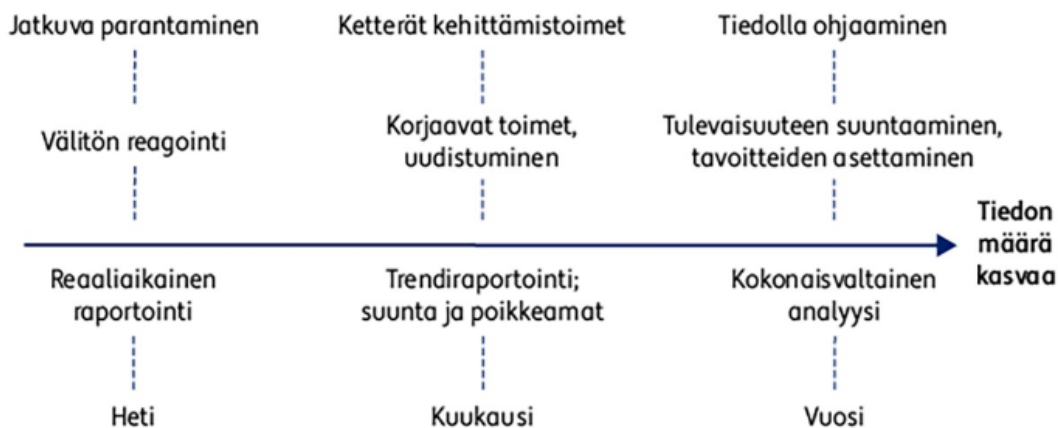 Jatkuva parantaminen
Ketterät kehittämistoimet
Tiedolla ohjaaminen
Välitön reagointi
Korjaavat toimet,
uudistuminen
Tulevaisuuteen suuntaaminen,
tavoitteiden asettaminen
Tiedon
määrä
kasvaa
Reaaliaikainen
raportointi
Trendiraportointi;
suunta ja poikkeamat
Kokonaisvaltainen
analyysi
Heti
Kuukausi
Vuosi